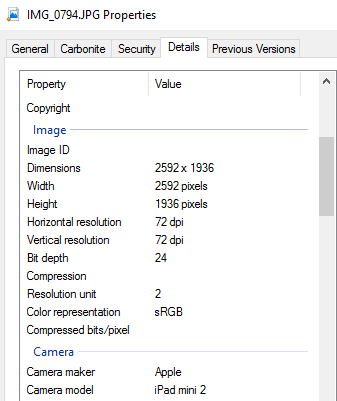 IMG_0794.JPG Properties
General Carbonite Security Details Previous Versions
Property Value
Copyright
Image
Image ID
Dimensions 2592 x 1936
Width 2592 pixels
Height 1936 pixels
Horizontal resolution 72 dpi
Vertical resolution 72 dpi
Bit depth 24
Compression
Resolution unit 2
Color representation sRGB
Compressed bits/pixel
Camera
Camera maker Apple
Camera model iPad mini 2